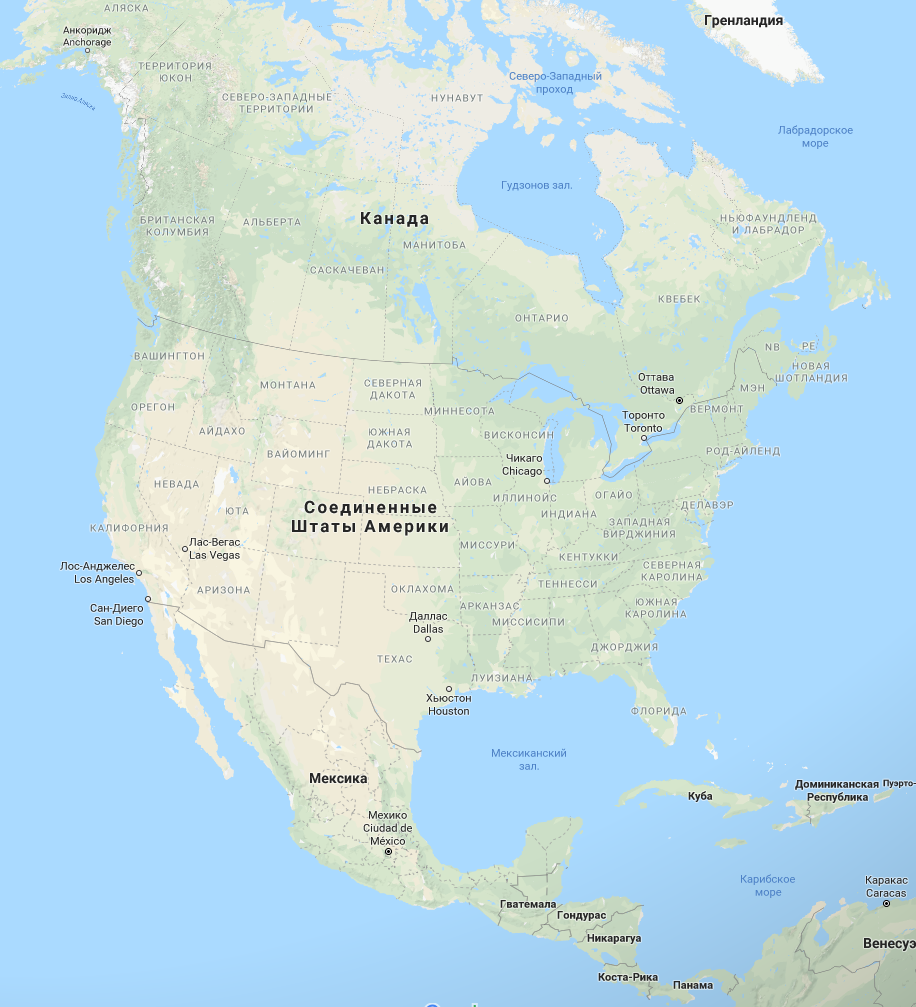 АЛЯСКА
Гренландия
Анкоридж
Anchorage
ТЕРРИТОРИЯ
ЮКОН
Северо-Западный
проход
СЕВЕРО-ЗАПАДНЫЕ
ТЕРРИТОРИИ
НУНАВУТ
Залив Аляска
Лабрадорское
море
Гудзонов зал.
БРИТАНСКАЯ
КОЛУМБИЯ
АЛЬБЕРТА
Канада
НЬЮФАУНДЛЕНД
И ЛАБРАДОР
МАНИТОБА
САСКАЧЕВАН
КВЕБЕК
ОНТАРИО
NB
PE
ВАШИНГТОН
НОВАЯ
ШОТЛАНДИЯ
МОНТАНА
СЕВЕРНАЯ
ДАКОТА
Оттава
Ottawa
МЭН
ОРЕГОН
МИННЕСОТА
ВЕРМОНТ
Торонто
Toronto
АЙДАХО
ЮЖНАЯ
ДАКОТА
ВИСКОНСИН
ВАЙОМИНГ
РОД-АЙЛЕНД
Чикаго
Chicago
НЕВАДА
НЕБРАСКА
АЙОВА
ИЛЛИНОЙС
ОГАЙО
ЮТА
Соединенные
Штаты Америки
ИНДИАНА
ДЕЛАВЭР
КАЛИФОРНИЯ
ЗАПАДНАЯ
ВИРДЖИНИЯ
Лас-Вегас
Las Vegas
МИССУРИ
КЕНТУККИ
Лос-Анджелес
Los Angeles
АРИЗОНА
ОКЛАХОМА
ТЕННЕССИ
СЕВЕРНАЯ
КАРОЛИНА
Сан-Диего
San Diego
АРКАНЗАС
ЮЖНАЯ
КАРОЛИНА
Даллас
Dallas
МИССИСИПИ
ТЕХАС
ДЖОРДЖИЯ
ЛУИЗИАНА
Хьюстон
Houston
ФЛОРИДА
Мексиканский
зал.
Мексика
Куба
Доминиканская
Республика
Пуэрто-
Мехико
Ciudad de
México
Карибское
море
Каракас
Caracas
Гватемала
Гондурас
Никарагуа
Венесуэ
Коста-Рика
Панама